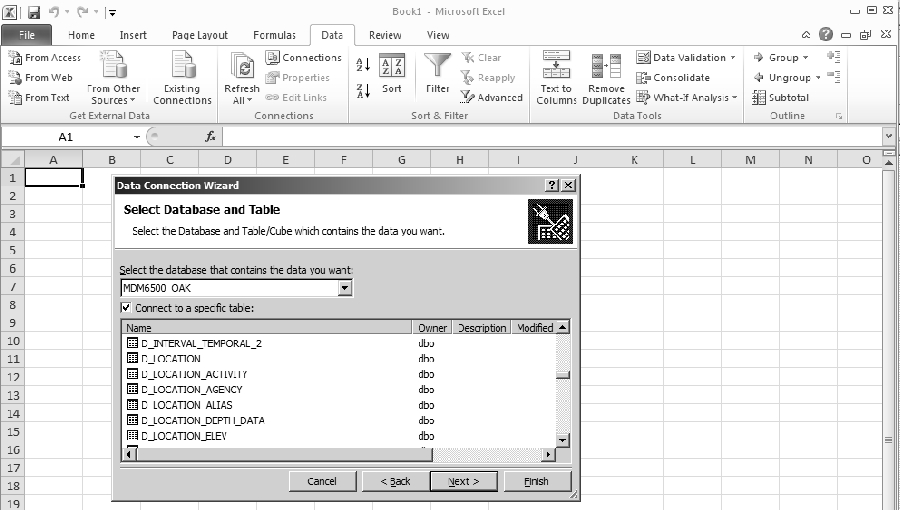 Book1 - Microsoft Excel
File Home Insert Page Layout Formulas Data Review View
From Access
From Web
From Text
From Other Sources
Existing Connections
Get External Data
Refresh All
Connections
Properties
Edit Links
Connections
Sort
Filter
Clear
Reapply
Advanced
Sort & Filter
Text to Columns
Remove Duplicates
Data Validation
Consolidate
What-If Analysis
Data Tools
Group
Ungroup
Subtotal
Outline
A1 fx
A B C D E F G H I J K L M N O
1
2
3
4
5
6
7
8
9
10
11
12
13
14
15
16
17
18
19
Data Connection Wizard
Select Database and Table
Select the Database and Table/Cube which contains the data you want.
Select the database that contains the data you want:
MDM6500_OAK
Connect to a specific table:
Name Owner Description Modified
D_INTERVAL_TEMPORAL_2 dbo
D_LOCATION dbo
D_LOCATION_ACTIVITY dbo
D_LOCATION_AGENCY dbo
D_LOCATION_ALIAS dbo
D_LOCATION_DEPTH_DATA dbo
D_LOCATION_ELEV dbo
Cancel < Back Next > Finish